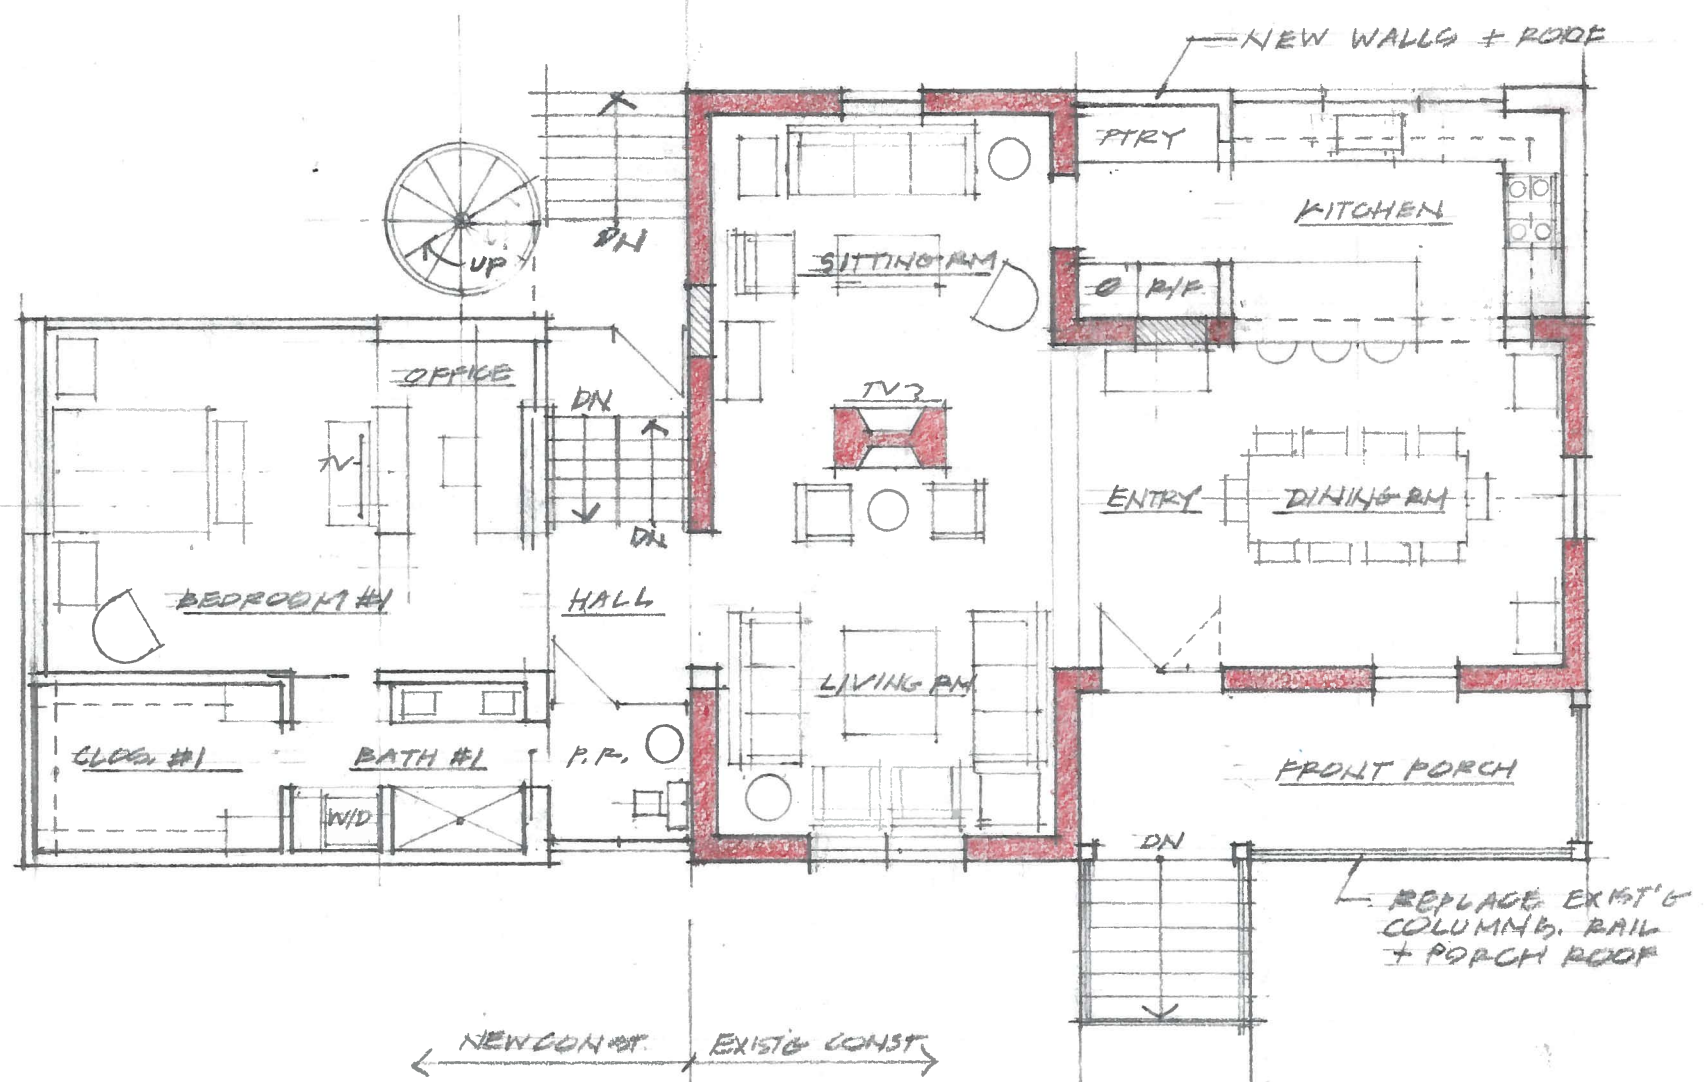 NEW WALLS + ROOF
PTRY
KITCHEN
DN
UP
SITTING RM
R/F
OFFICE
DN
TV
TV
ENTRY
DINING RM
DN
BEDROOM #1
HALL
LIVING RM
CLOS. #1
BATH #1
P.R.
FRONT PORCH
W/D
DN
REPLACE EXIST'G
COLUMNS, RAIL
+ PORCH ROOF
NEW CONST.
EXIST'G CONST.